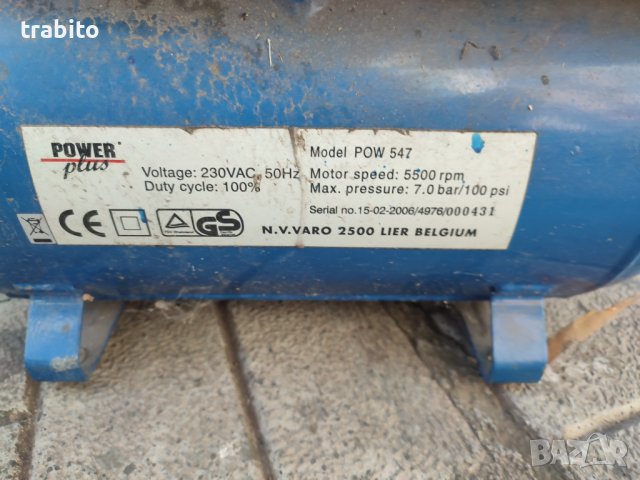 trabito
POWER
plus
Voltage: 230VAC, 50Hz
Duty cycle: 100%
Model POW 547
Motor speed: 5500 rpm
Max. pressure: 7.0 bar/100 psi
Serial no.15-02-2006/4976/000431
CE
GS
N.V.VARO 2500 LIER BELGIUM
BAZAR